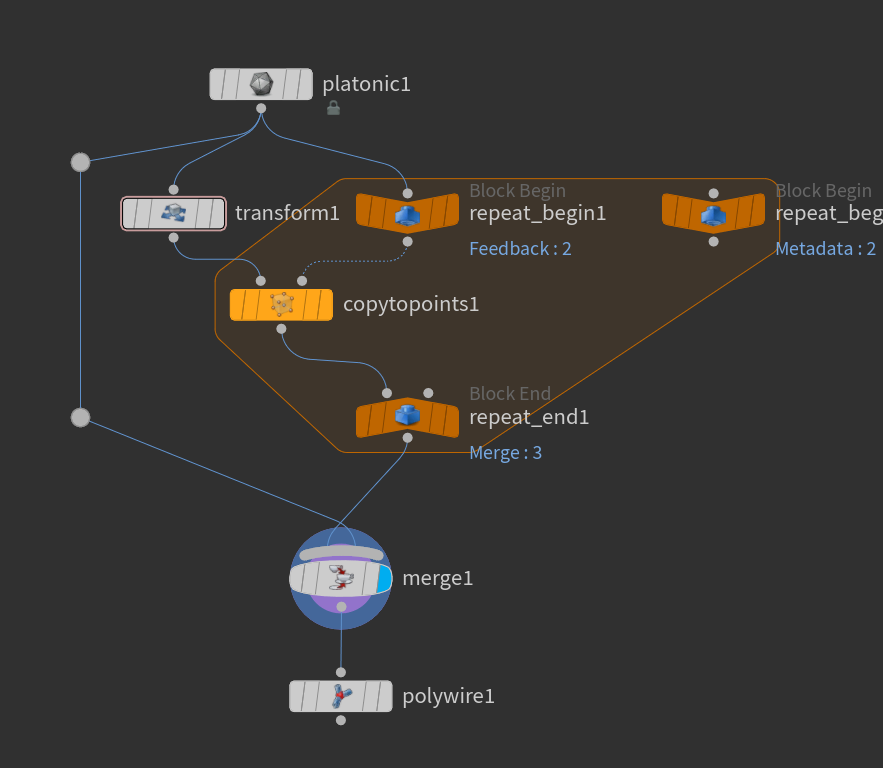 platonic1
Block Begin
Block Begin
transform1
repeat_begin1
repeat_beg
Feedback : 2
Metadata : 2
copytopoints1
Block End
repeat_end1
Merge : 3
merge1
polywire1